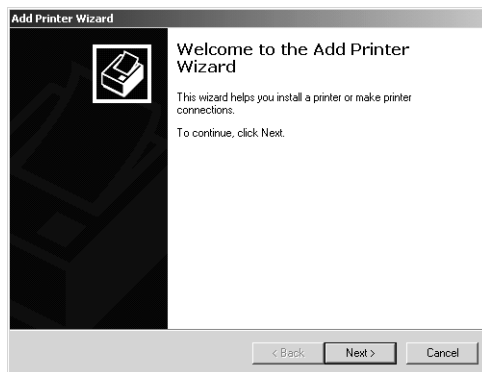 Add Printer Wizard
Welcome to the Add Printer
Wizard
This wizard helps you install a printer or make printer
connections.
To continue, click Next.
< Back
Next >
Cancel